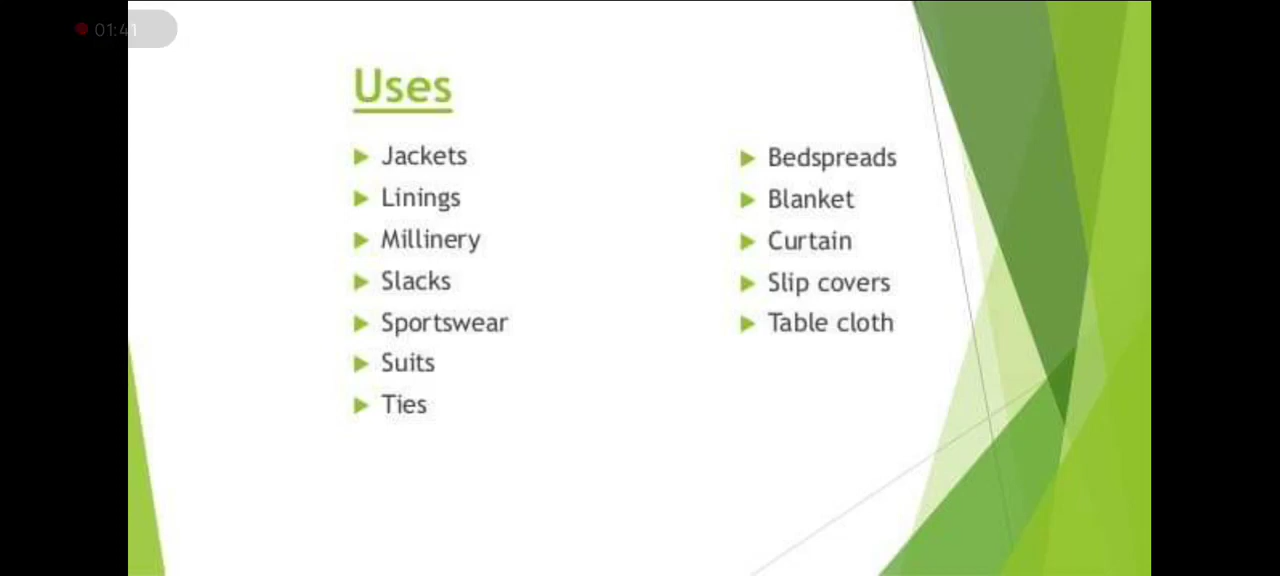 01:41
Uses
Jackets
Linings
Millinery
Slacks
Sportswear
Suits
Ties
Bedspreads
Blanket
Curtain
Slip covers
Table cloth